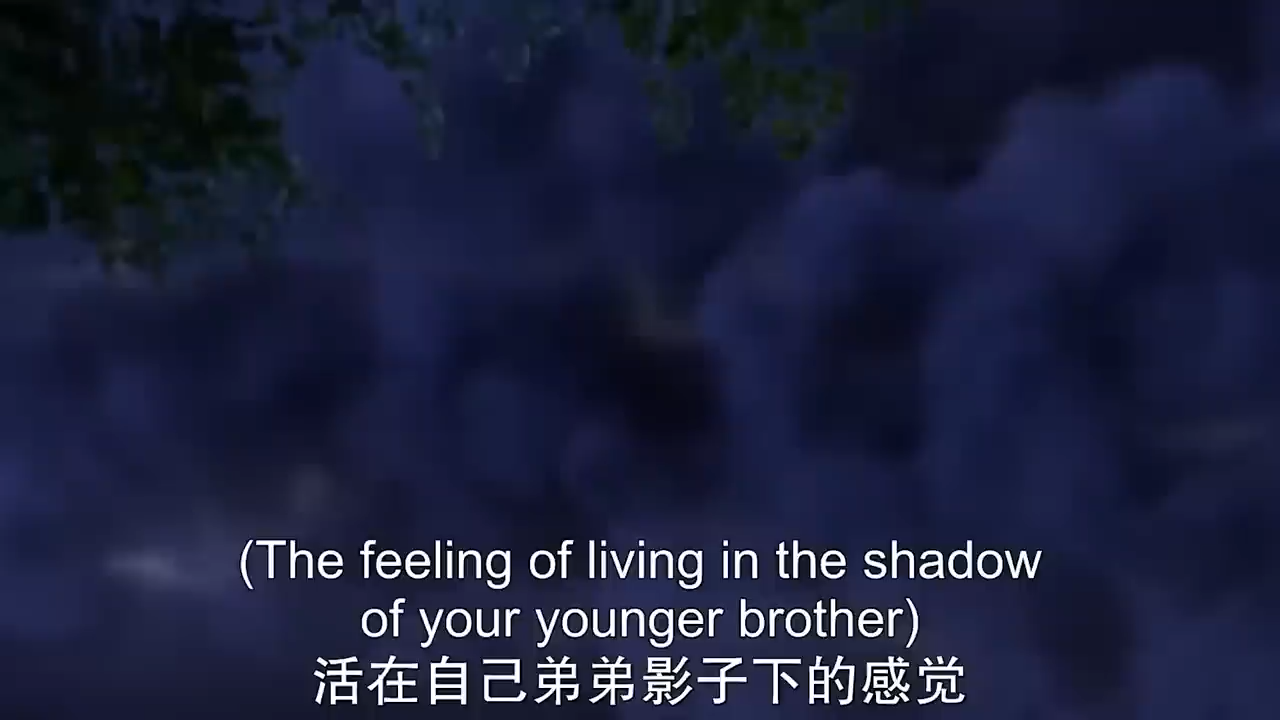 (The feeling of living in the shadow
of your younger brother)
活在自己弟弟影子下的感觉